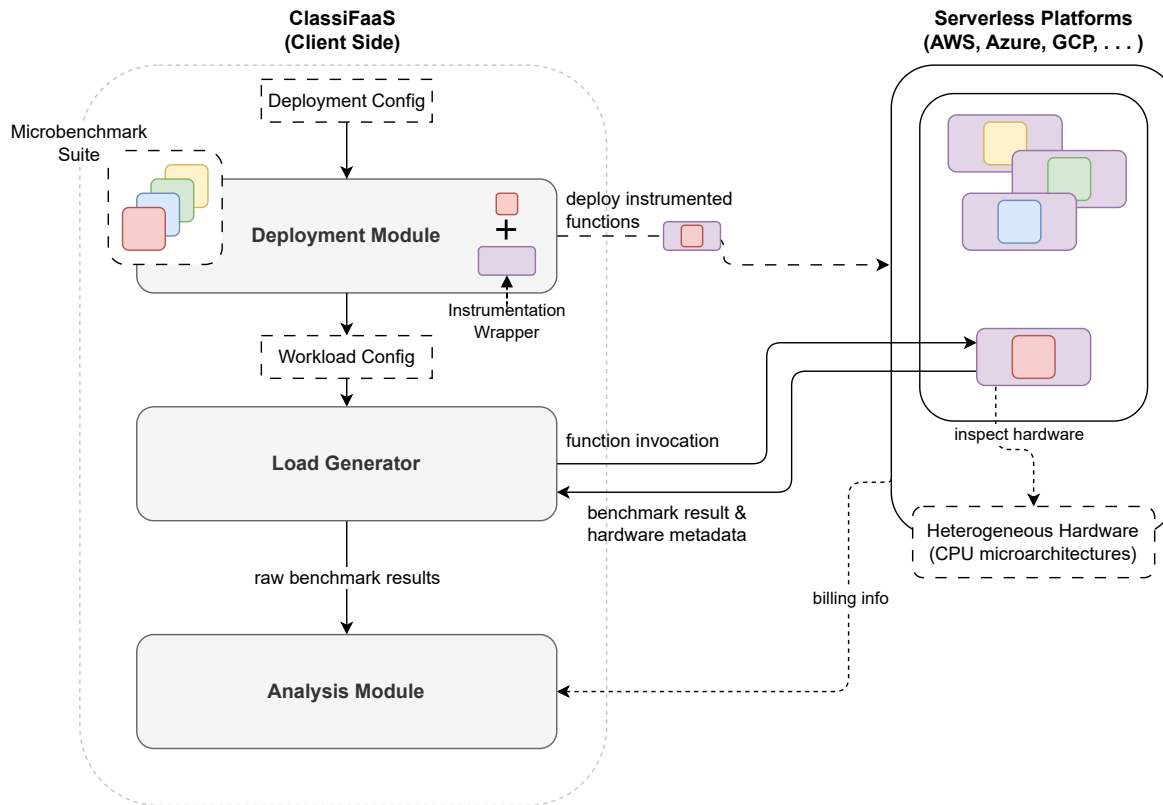 ClassiFaaS
(Client Side)
Serverless Platforms
(AWS, Azure, GCP, . . . )
Deployment Config
Microbenchmark
Suite
Deployment Module
+
Instrumentation
Wrapper
deploy instrumented
functions
Workload Config
Load Generator
function invocation
benchmark result &
hardware metadata
inspect hardware
Heterogeneous Hardware
(CPU microarchitectures)
raw benchmark results
billing info
Analysis Module